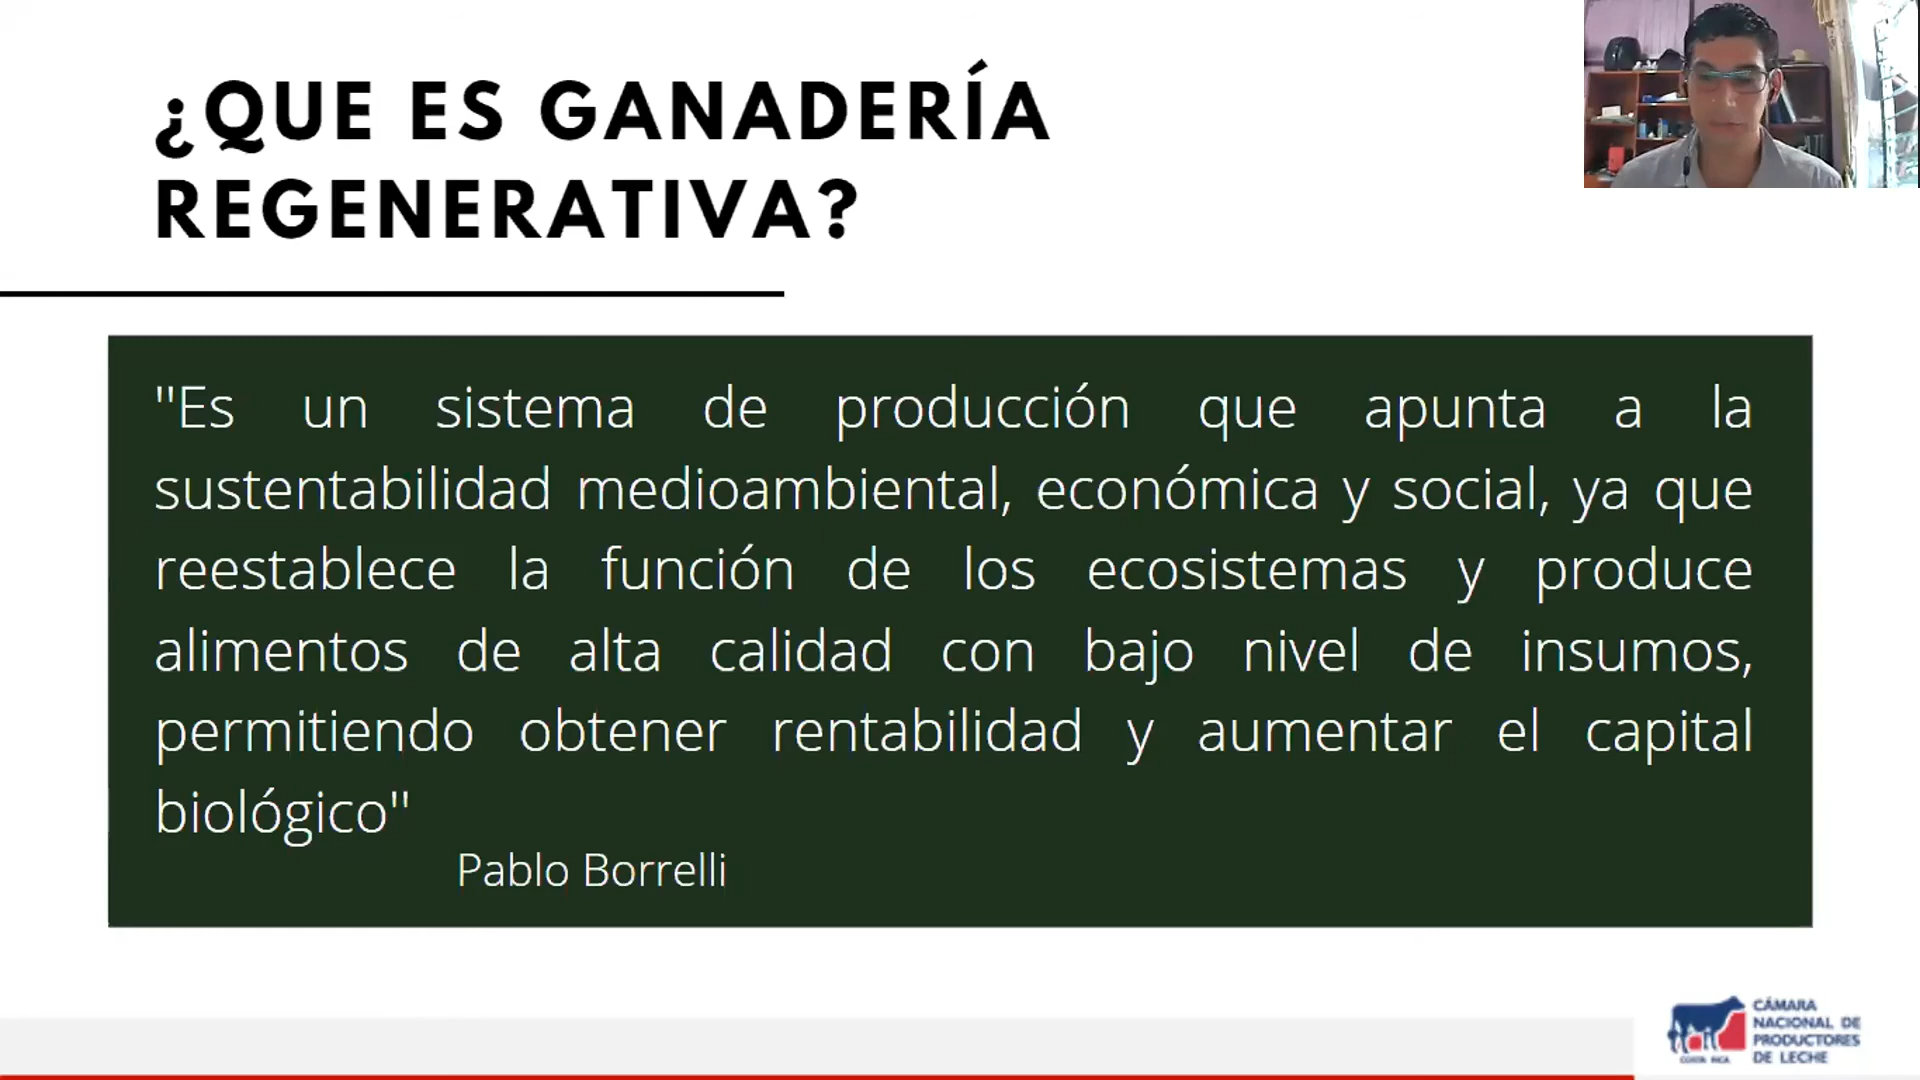 ¿QUE ES GANADERÍA
REGENERATIVA?
"Es un sistema de producción que apunta a la
sustentabilidad medioambiental, económica y social, ya que
reestablece la función de los ecosistemas y produce
alimentos de alta calidad con bajo nivel de insumos,
permitiendo obtener rentabilidad y aumentar el capital
biológico"
Pablo Borrelli
CÁMARA
NACIONAL DE
PRODUCTORES
DE LECHE
COSTA RICA